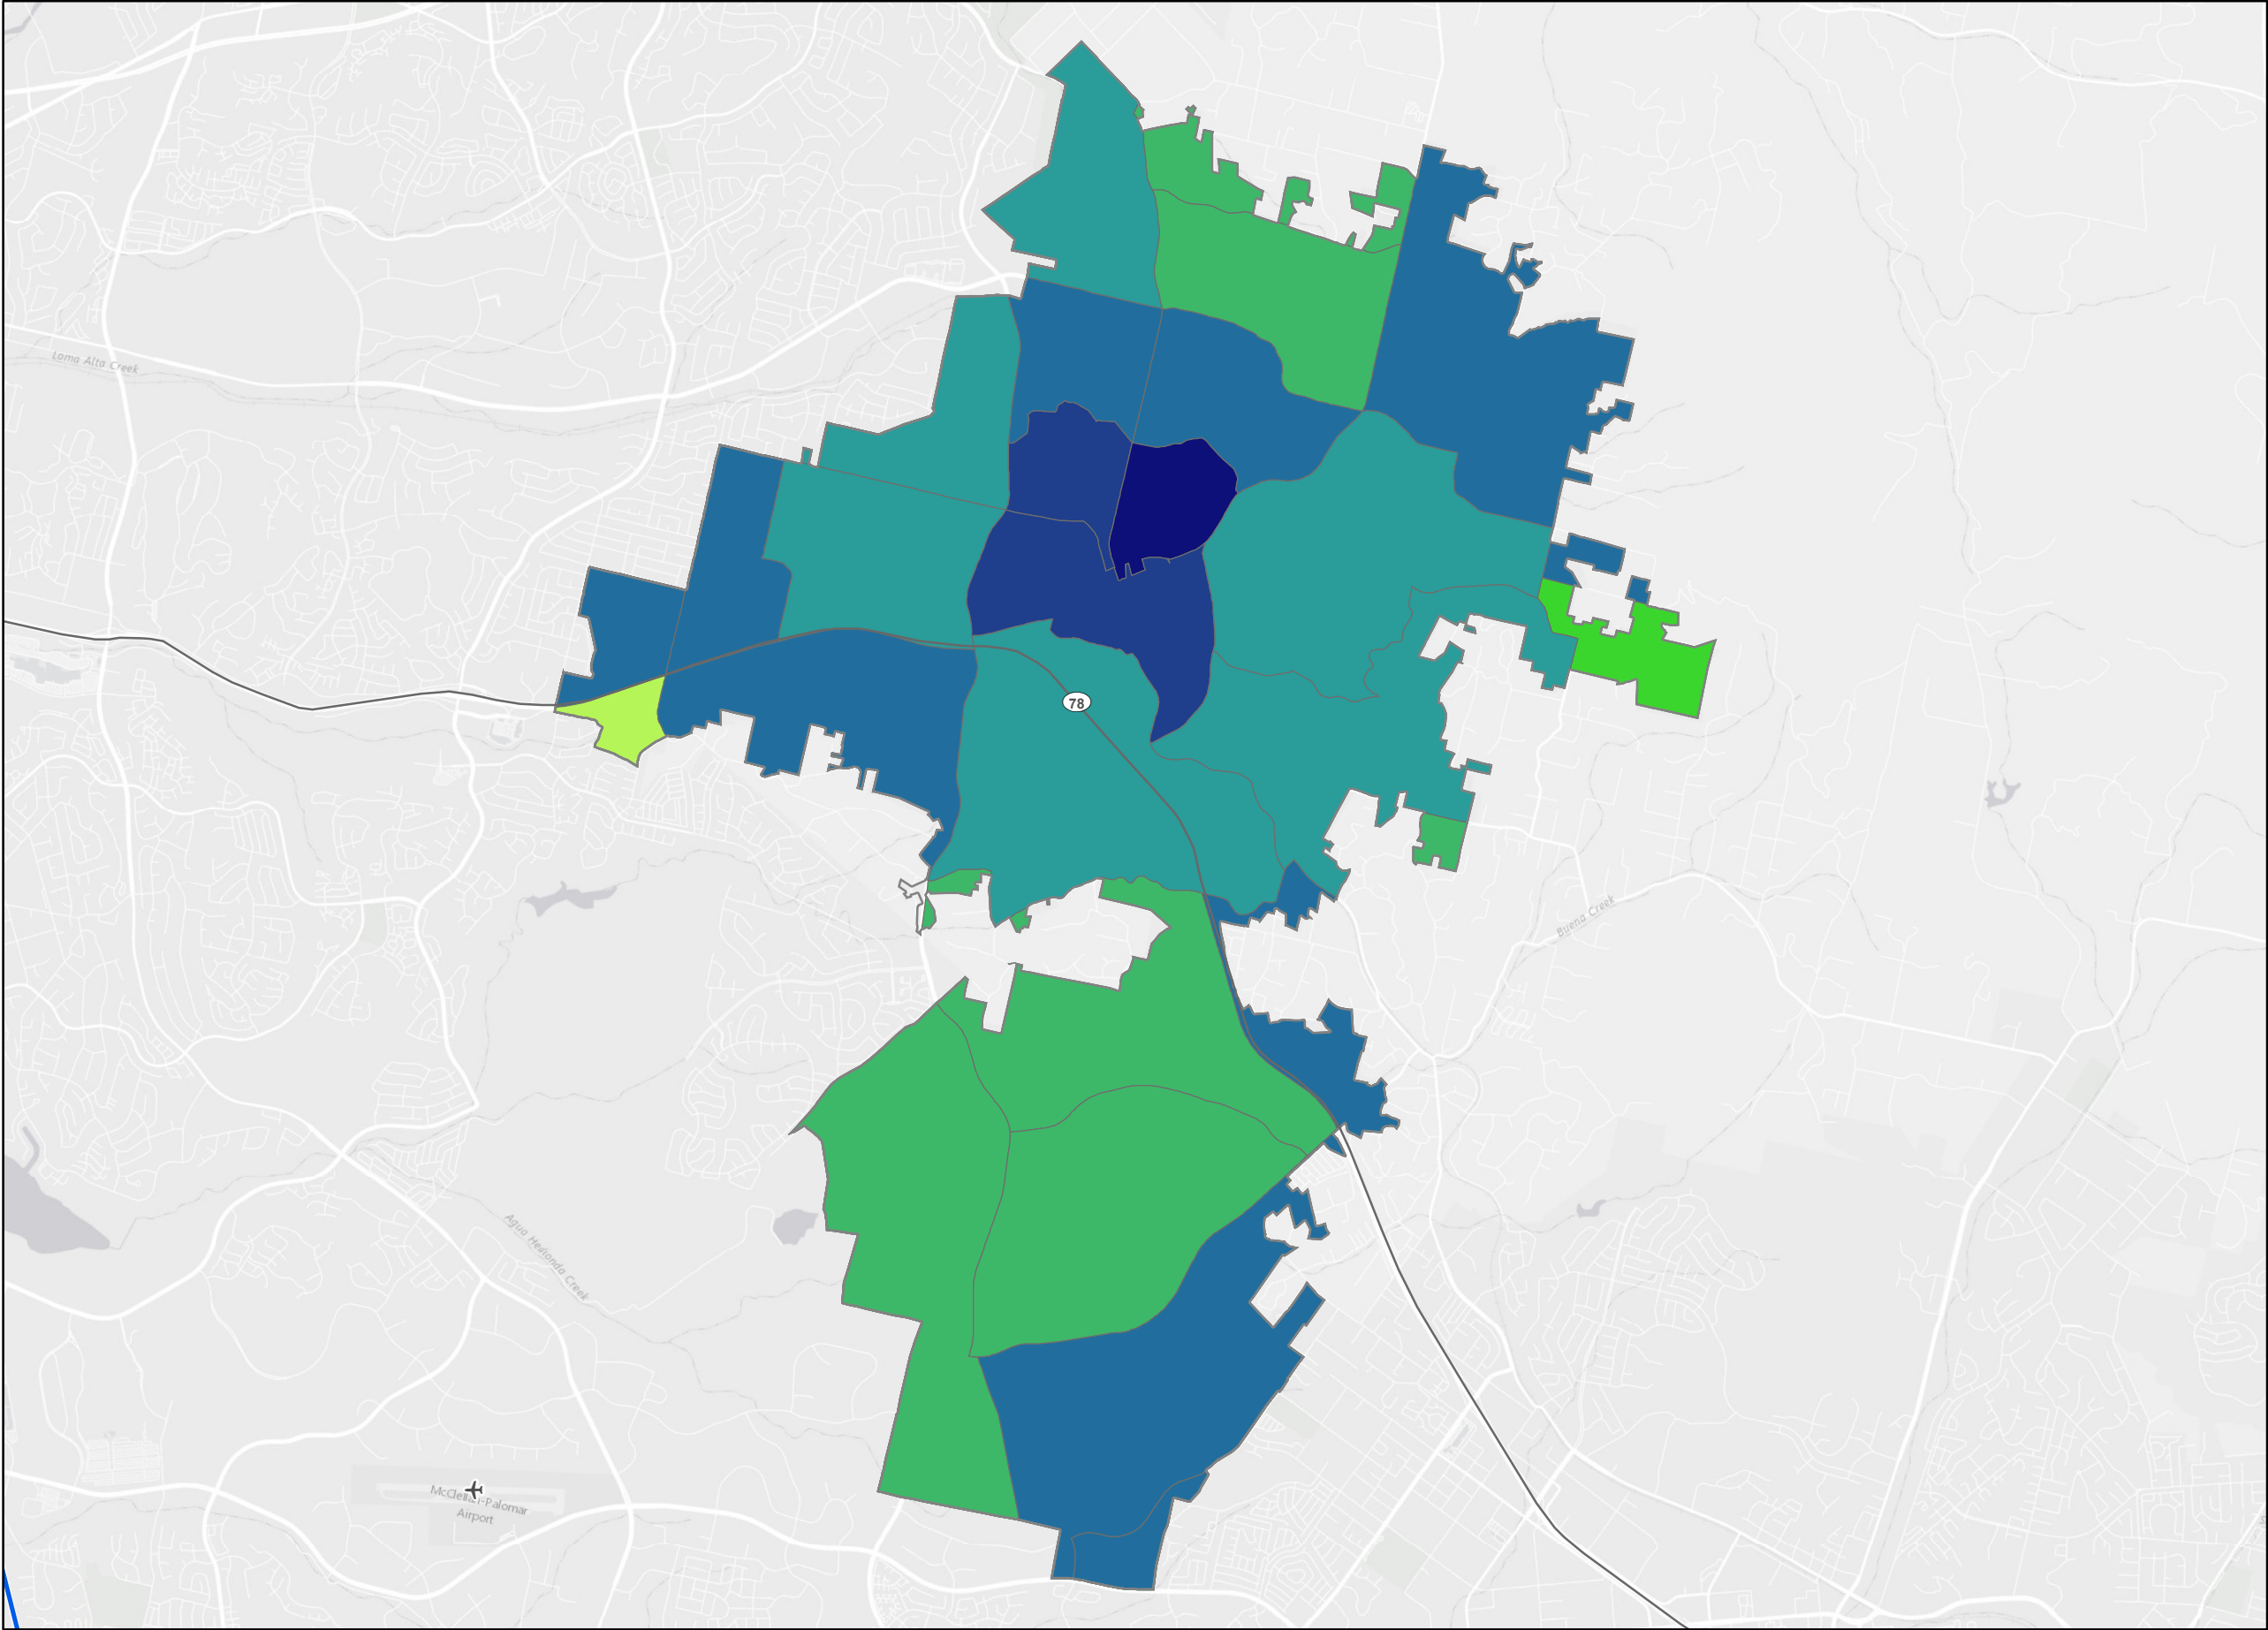 Loma Alta Creek
78
Buena Creek
Agua Hedionda Creek
McClellan-Palomar
Airport